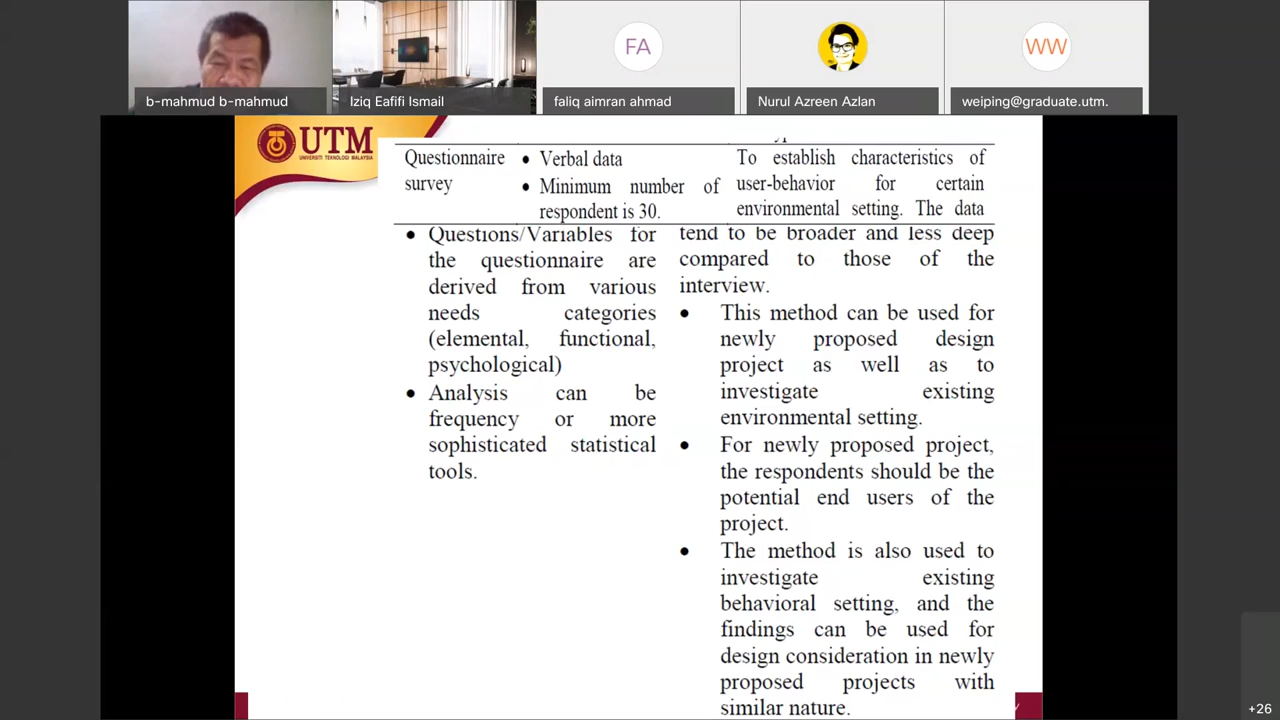 FA
WW
b-mahmud b-mahmud
Iziq Eafifi Ismail
faliq aimran ahmad
Nurul Azreen Azlan
weiping@graduate.utm.
UTM
UNIVERSITI TEKNOLOGI MALAYSIA
Questionnaire
survey
• Verbal data
• Minimum number of
respondent is 30.
To establish characteristics of
user-behavior for certain
environmental setting. The data
• Questions/Variables for
the questionnaire are
derived from various
needs categories
(elemental, functional,
psychological)
• Analysis can be
frequency or more
sophisticated statistical
tools.
tend to be broader and less deep
compared to those of the
interview.
• This method can be used for
newly proposed design
project as well as to
investigate existing
environmental setting.
• For newly proposed project,
the respondents should be the
potential end users of the
project.
• The method is also used to
investigate existing
behavioral setting, and the
findings can be used for
design consideration in newly
proposed projects with
similar nature.
+26